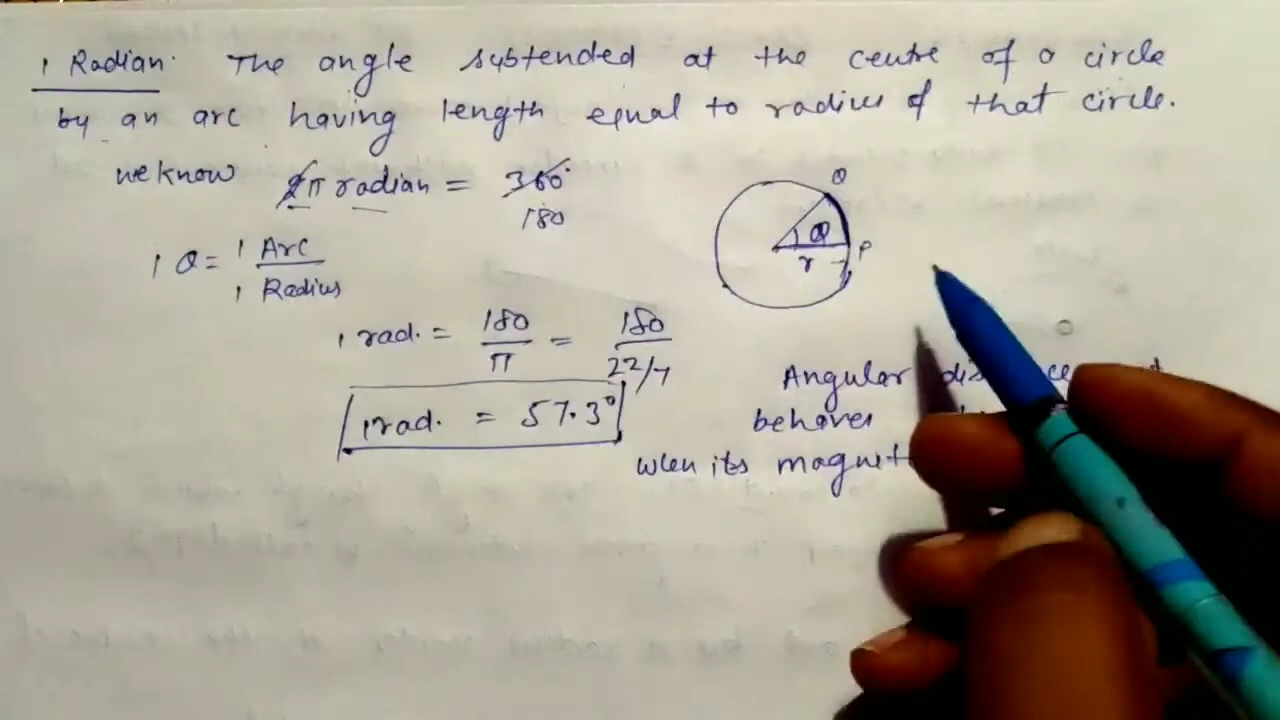 1 Radian. The angle subtended at the centre of a circle
by an arc having length equal to radius of that circle.
we know 2π radian = 360°
180
1 θ = 1 Arc / 1 Radius
1 rad. = 180/π = 180/22/7
1 rad. = 57.3°
Q
θ
r
P
Angular
behaves
when its